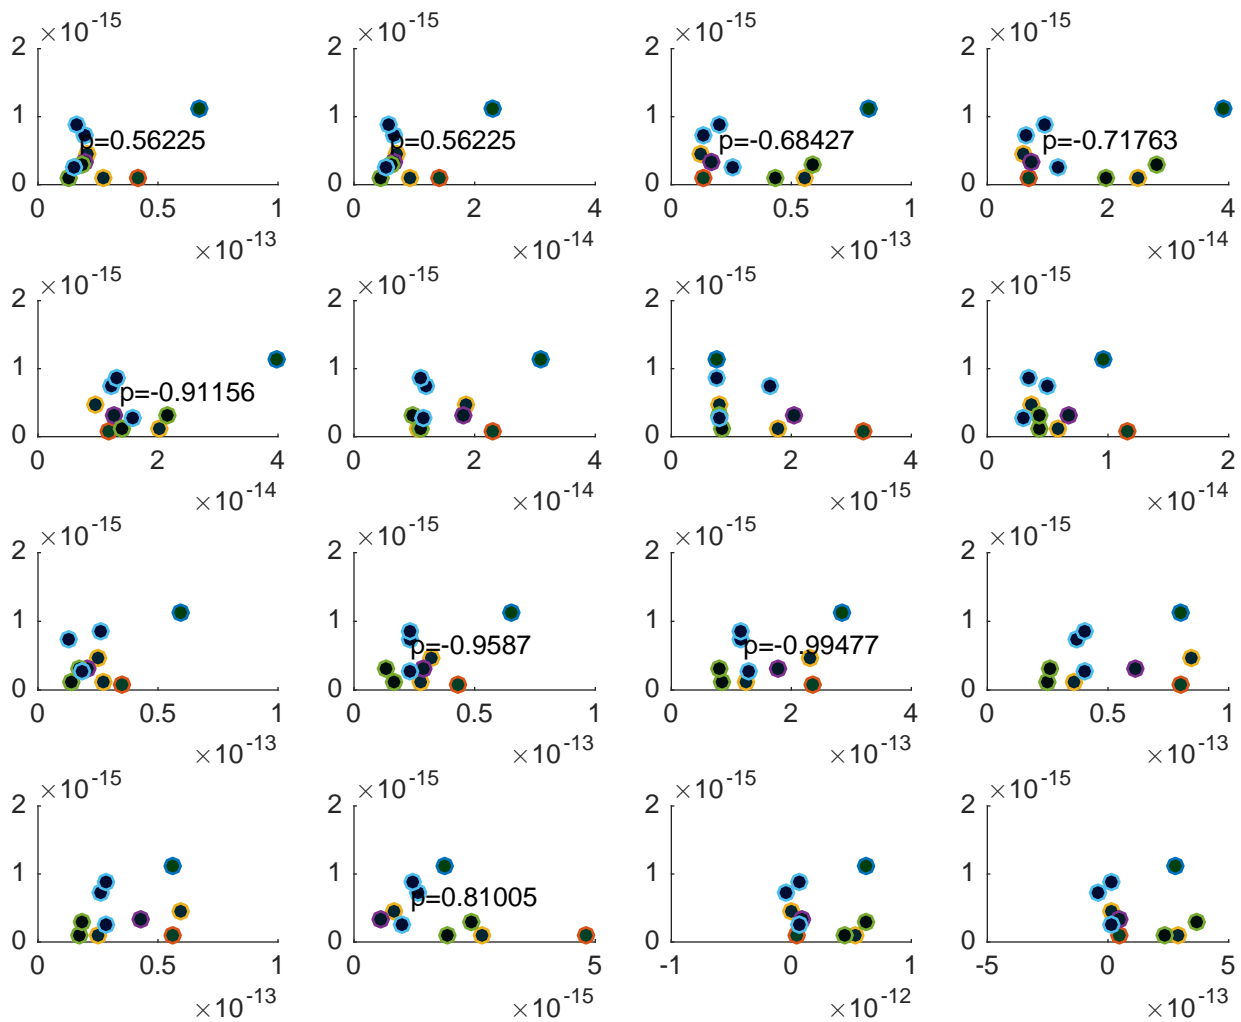 ×10-15 ×10-15 ×10-15 ×10-15
2 2 2 2
1 1 1 1
p=0.56225 p=0.56225 p=-0.68427 p=-0.71763
0 0 0 0
0 0.5 1 0 2 4 0 0.5 1 0 2 4
×10-13 ×10-14 ×10-13 ×10-14
×10-15 ×10-15 ×10-15 ×10-15
2 2 2 2
1 1 1 1
p=-0.91156
0 0 0 0
0 2 4 0 2 4 0 2 4 0 1 2
×10-14 ×10-14 ×10-15 ×10-14
×10-15 ×10-15 ×10-15 ×10-15
2 2 2 2
1 1 1 1
p=-0.9587 p=-0.99477
0 0 0 0
0 0.5 1 0 0.5 1 0 2 4 0 0.5 1
×10-13 ×10-13 ×10-13 ×10-13
×10-15 ×10-15 ×10-15 ×10-15
2 2 2 2
1 1 1 1
p=0.81005
0 0 0 0
0 0.5 1 0 5 -1 0 1 -5 0 5
×10-13 ×10-15 ×10-12 ×10-13